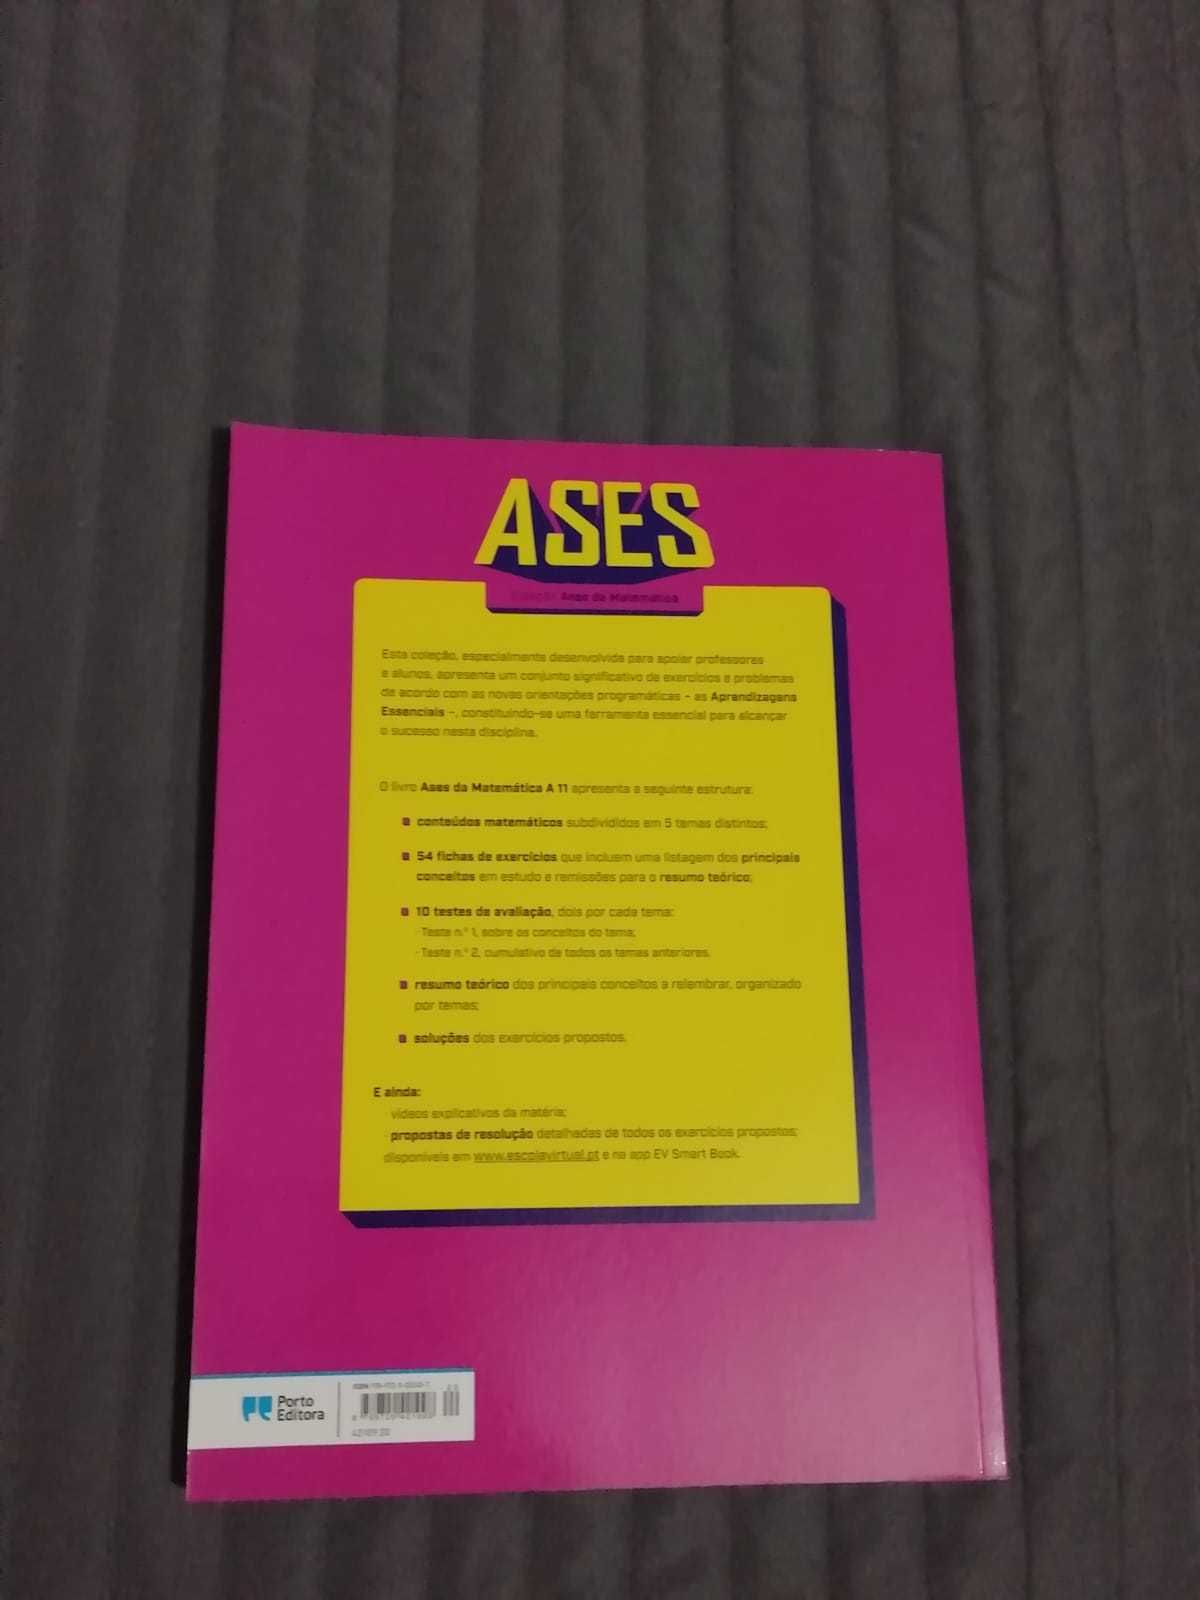 ASES
Coleção Ases da Matemática
Esta coleção, especialmente desenvolvida para apoiar professores
e alunos, apresenta um conjunto significativo de exercícios e problemas
de acordo com as novas orientações programáticas – as Aprendizagens
Essenciais –, constituindo-se uma ferramenta essencial para alcançar
o sucesso nesta disciplina.
O livro Ases da Matemática A 11 apresenta a seguinte estrutura:
conteúdos matemáticos subdivididos em 5 temas distintos;
54 fichas de exercícios que incluem uma listagem dos principais
conceitos em estudo e remissões para o resumo teórico;
10 testes de avaliação, dois por cada tema:
- Teste n.º 1, sobre os conceitos do tema;
- Teste n.º 2, cumulativo de todos os temas anteriores.
resumo teórico dos principais conceitos a relembrar, organizado
por temas;
soluções dos exercícios propostos.
E ainda:
- vídeos explicativos da matéria;
- propostas de resolução detalhadas de todos os exercícios propostos;
disponíveis em www.escolavirtual.pt e na app EV Smart Book.
Porto
Editora
ISBN